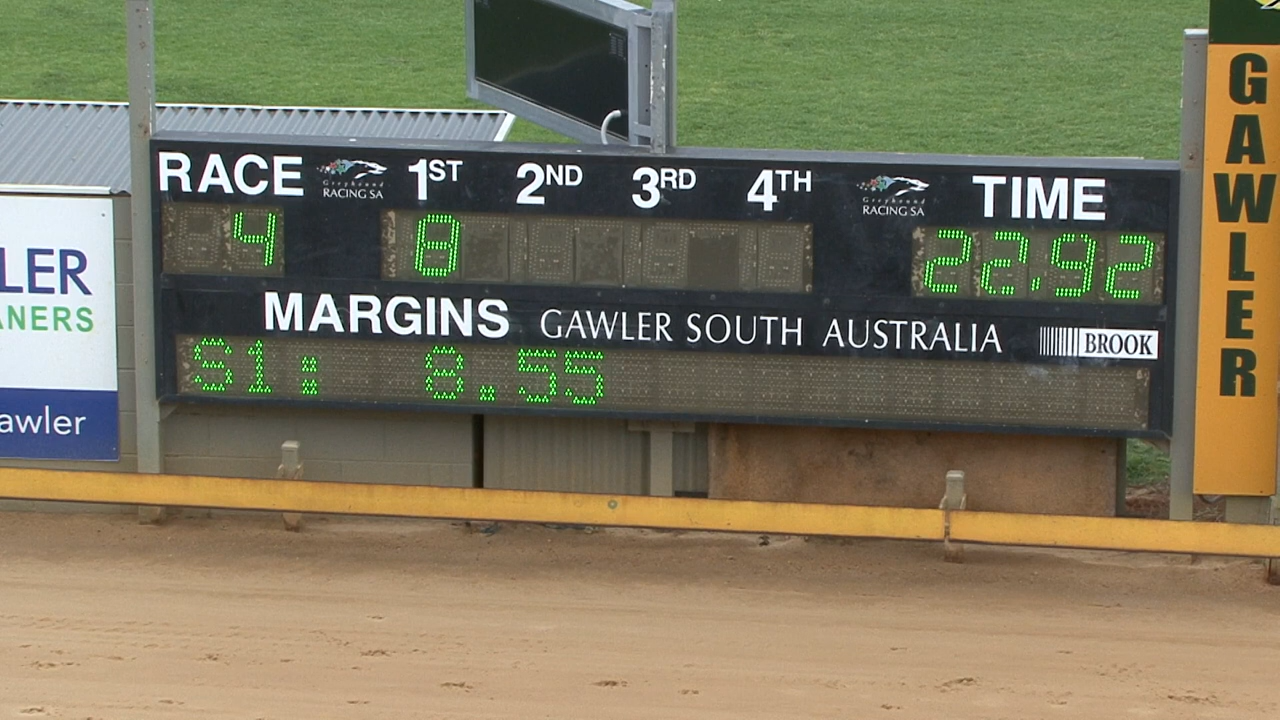 RACE
Greyhound
RACING SA
1ST 2ND 3RD 4TH
Greyhound
RACING SA
TIME
4 8 22.92
MARGINS GAWLER SOUTH AUSTRALIA BROOK
S1: 8.55
LER
ANERS
awler
GAWLER